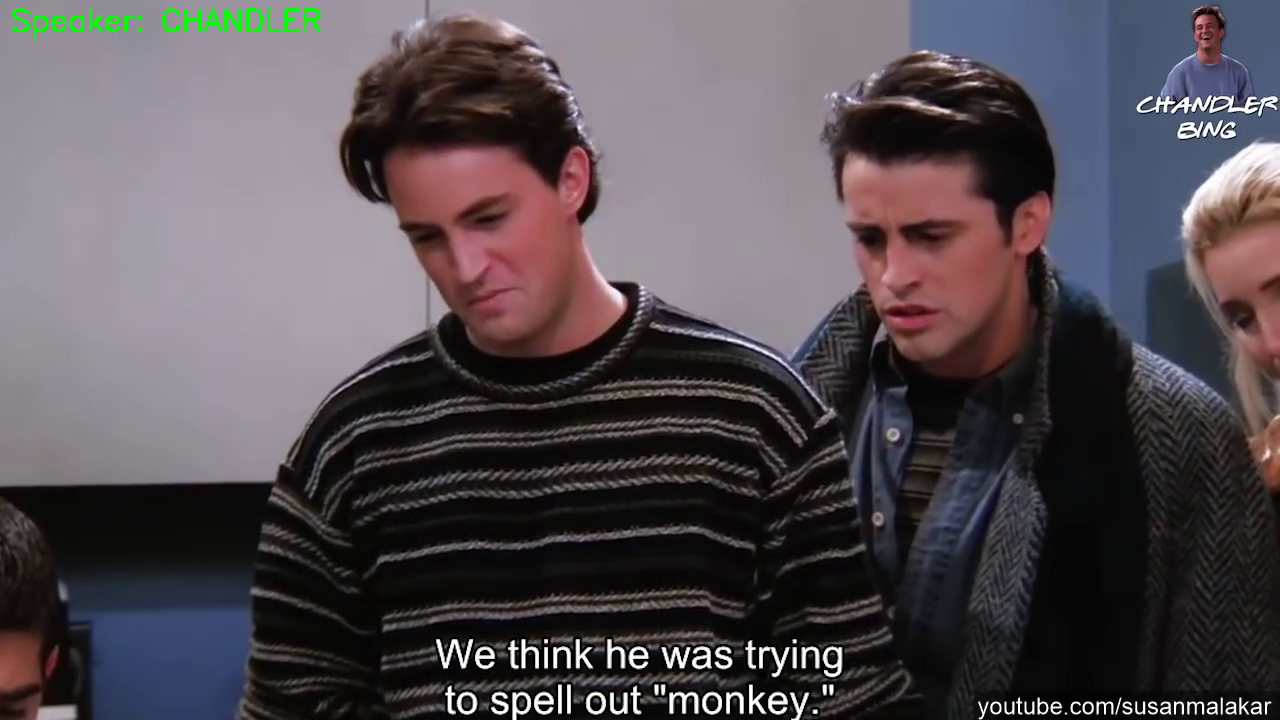 Speaker: CHANDLER
CHANDLER
BING
We think he was trying
to spell out "monkey."
youtube.com/susanmalakar